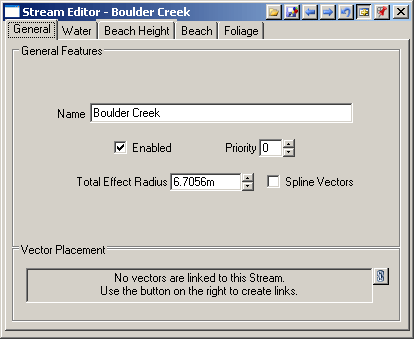 Stream Editor - Boulder Creek
General Water Beach Height Beach Foliage
General Features
Name Boulder Creek
Enabled Priority 0
Total Effect Radius 6.7056m Spline Vectors
Vector Placement
No vectors are linked to this Stream.
Use the button on the right to create links.